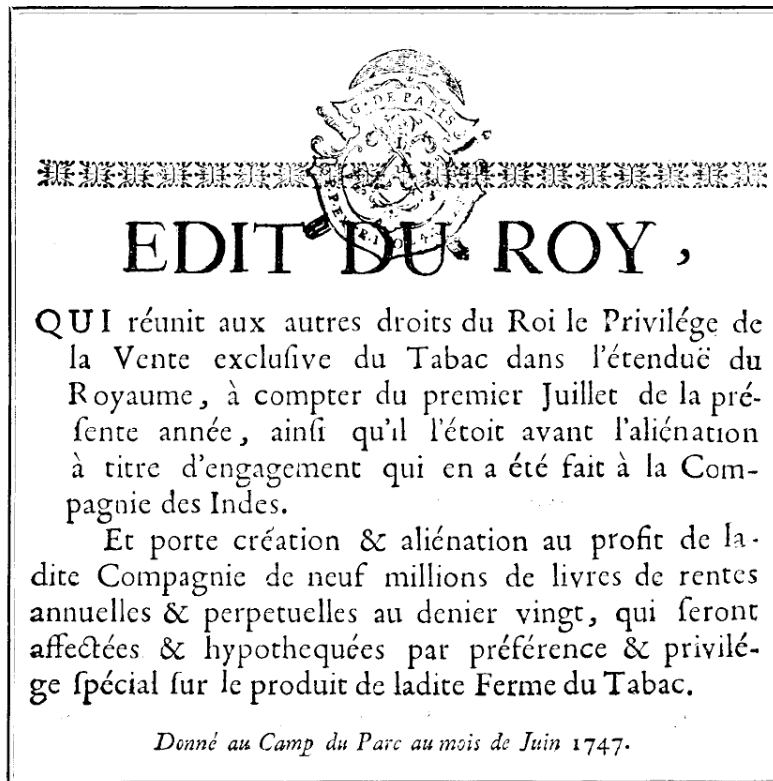 G. DE PARIS
EDIT DU ROY,
QUI réunit aux autres droits du Roi le Privilége de
la Vente exclusive du Tabac dans l'étenduë du
Royaume, à compter du premier Juillet de la pré-
sente année, ainsi qu'il l'étoit avant l'aliénation
à titre d'engagement qui en a été fait à la Com-
pagnie des Indes.
Et porte création & aliénation au profit de la-
dite Compagnie de neuf millions de livres de rentes
annuelles & perpetuelles au denier vingt, qui seront
affectées & hypothequées par préférence & privilé-
ge spécial sur le produit de ladite Ferme du Tabac.
Donné au Camp du Parc au mois de Juin 1747.